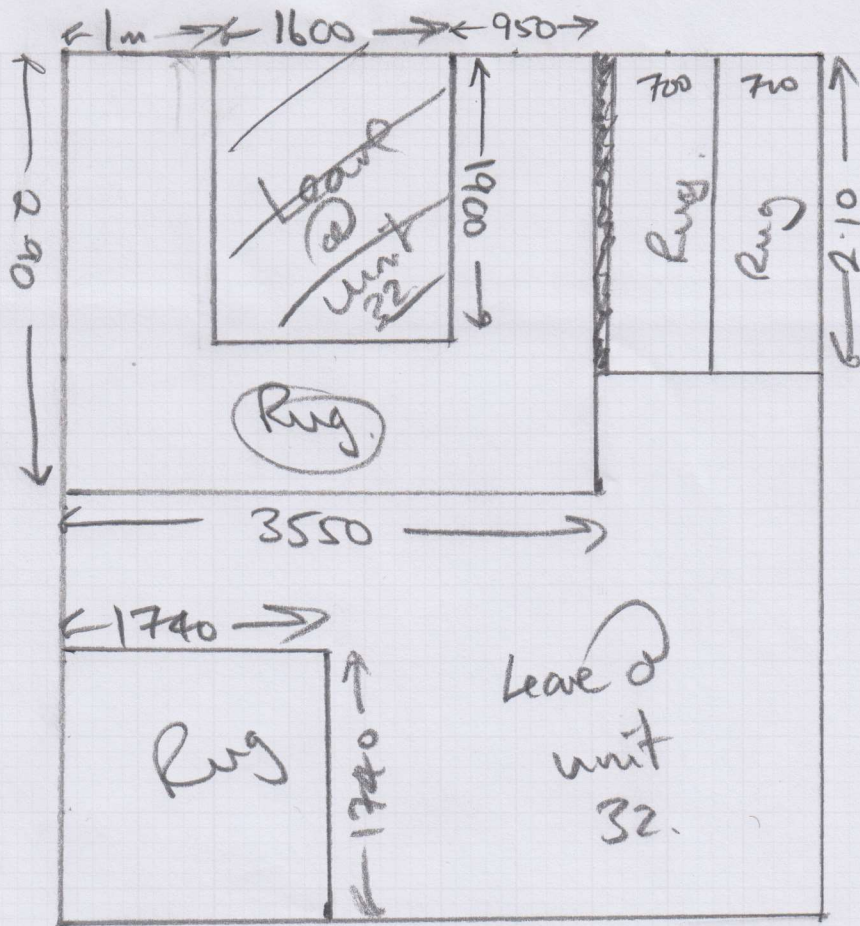 1m 1600 950
2.90
Leave
@
unit
32
1900
700 700
Rug. Rug
2.10
Rug.
3550
1740
Rug
1740
Leave @
unit
32.